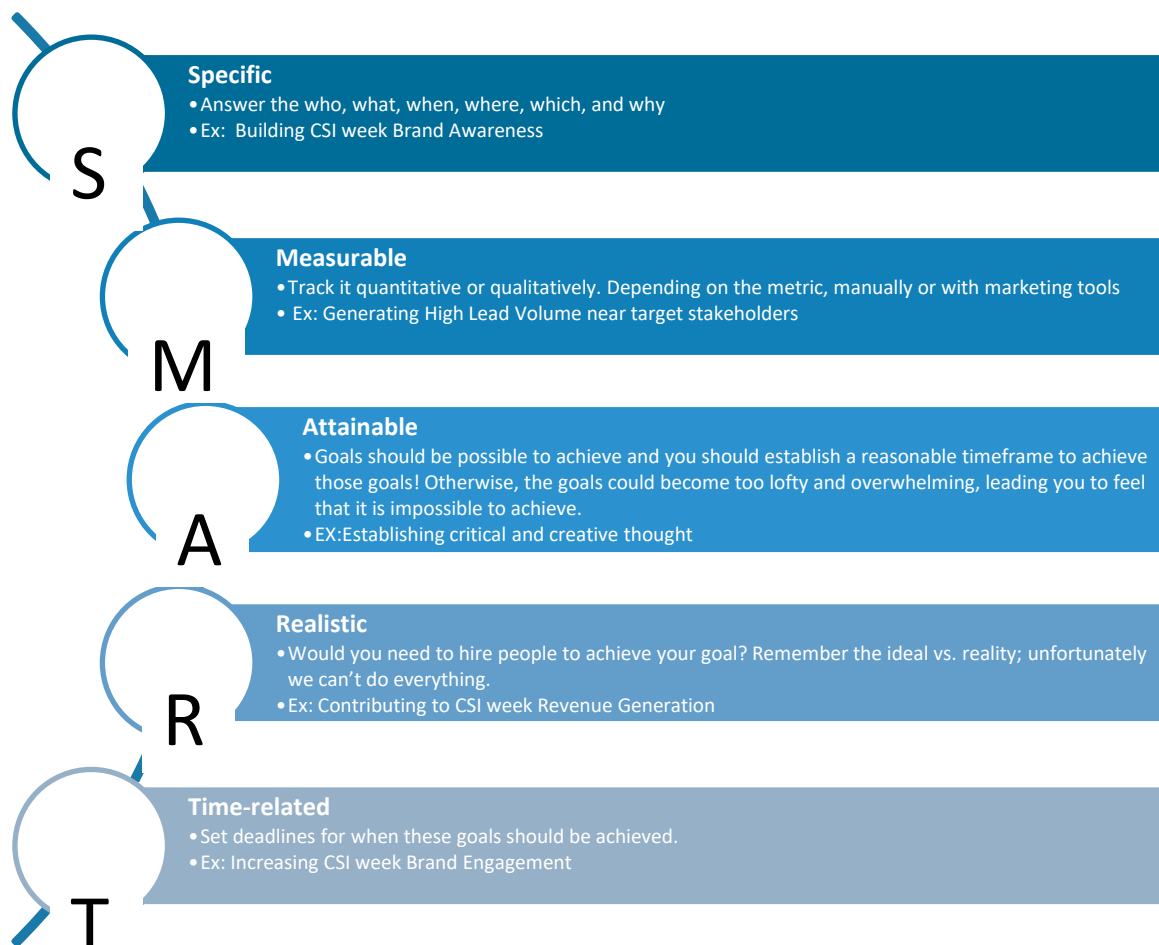 S
Specific
•Answer the who, what, when, where, which, and why
•Ex:  Building CSI week Brand Awareness
M
Measurable
•Track it quantitative or qualitatively. Depending on the metric, manually or with marketing tools
• Ex: Generating High Lead Volume near target stakeholders
A
Attainable
•Goals should be possible to achieve and you should establish a reasonable timeframe to achieve
those goals! Otherwise, the goals could become too lofty and overwhelming, leading you to feel
that it is impossible to achieve.
•EX:Establishing critical and creative thought
R
Realistic
•Would you need to hire people to achieve your goal? Remember the ideal vs. reality; unfortunately
we can’t do everything.
•Ex: Contributing to CSI week Revenue Generation
T
Time-related
•Set deadlines for when these goals should be achieved.
•Ex: Increasing CSI week Brand Engagement